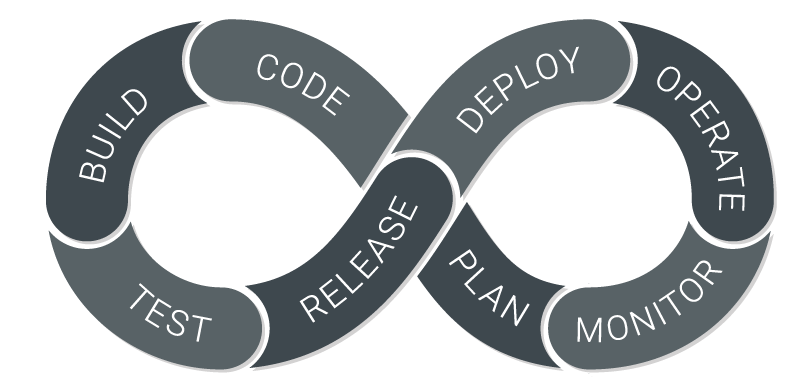 CODE
BUILD
TEST
RELEASE
DEPLOY
OPERATE
MONITOR
PLAN